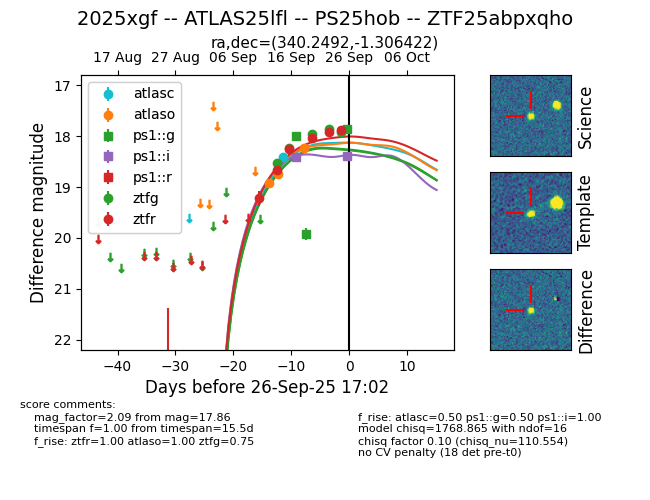 2025xgf -- ATLAS25lfl -- PS25hob -- ZTF25abpxqho
ra,dec=(340.2492,-1.306422)
17 Aug 27 Aug 06 Sep 16 Sep 26 Sep 06 Oct
17
18
19
20
21
22
Difference magnitude
atlasc
atlaso
ps1::g
ps1::i
ps1::r
ztfg
ztfr
−40 −30 −20 −10 0 10
Days before 26-Sep-25 17:02
Science
Template
Difference
score comments:
mag_factor=2.09 from mag=17.86
timespan f=1.00 from timespan=15.5d
f_rise: ztfr=1.00 atlaso=1.00 ztfg=0.75
f_rise: atlasc=0.50 ps1::g=0.50 ps1::i=1.00
model chisq=1768.865 with ndof=16
chisq factor 0.10 (chisq_nu=110.554)
no CV penalty (18 det pre-t0)